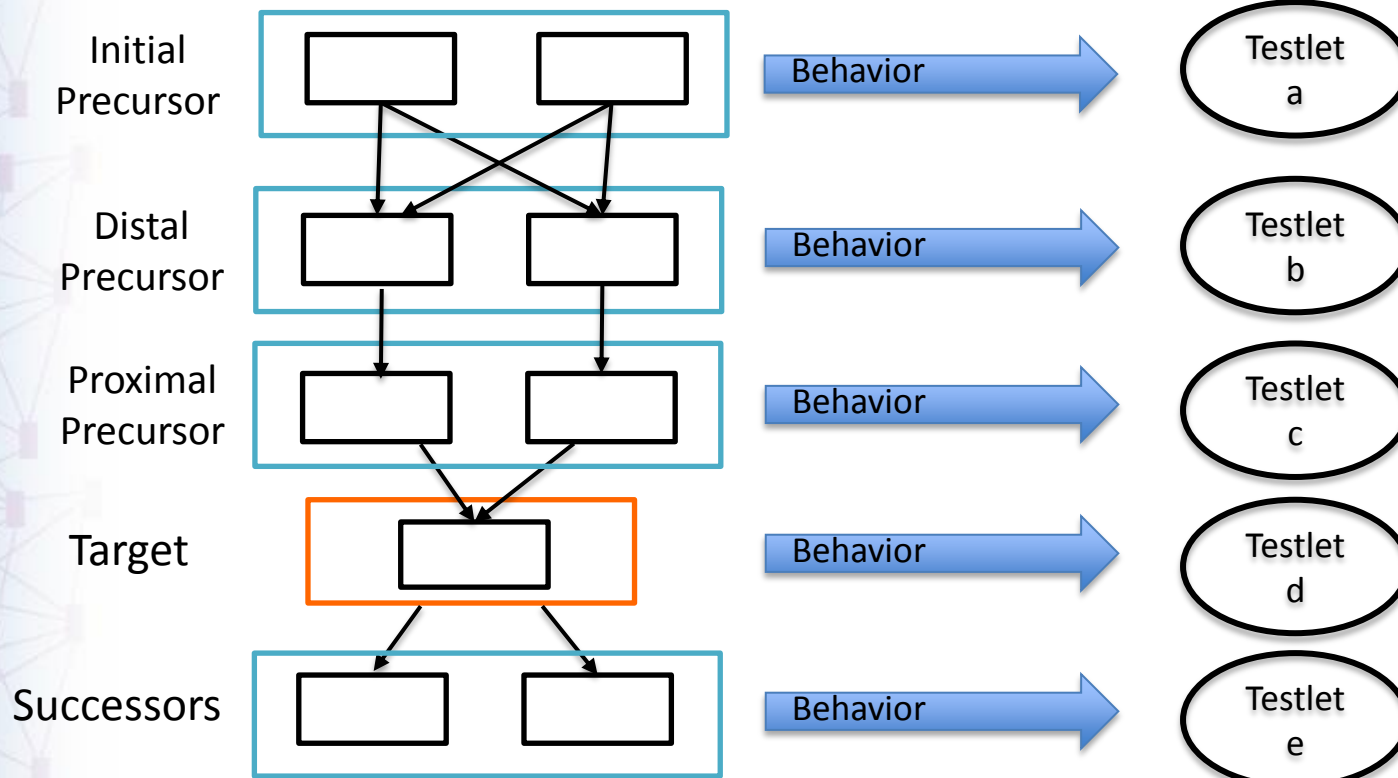 Initial
Precursor
Behavior
Testlet
a
Distal
Precursor
Behavior
Testlet
b
Proximal
Precursor
Behavior
Testlet
c
Target
Behavior
Testlet
d
Successors
Behavior
Testlet
e